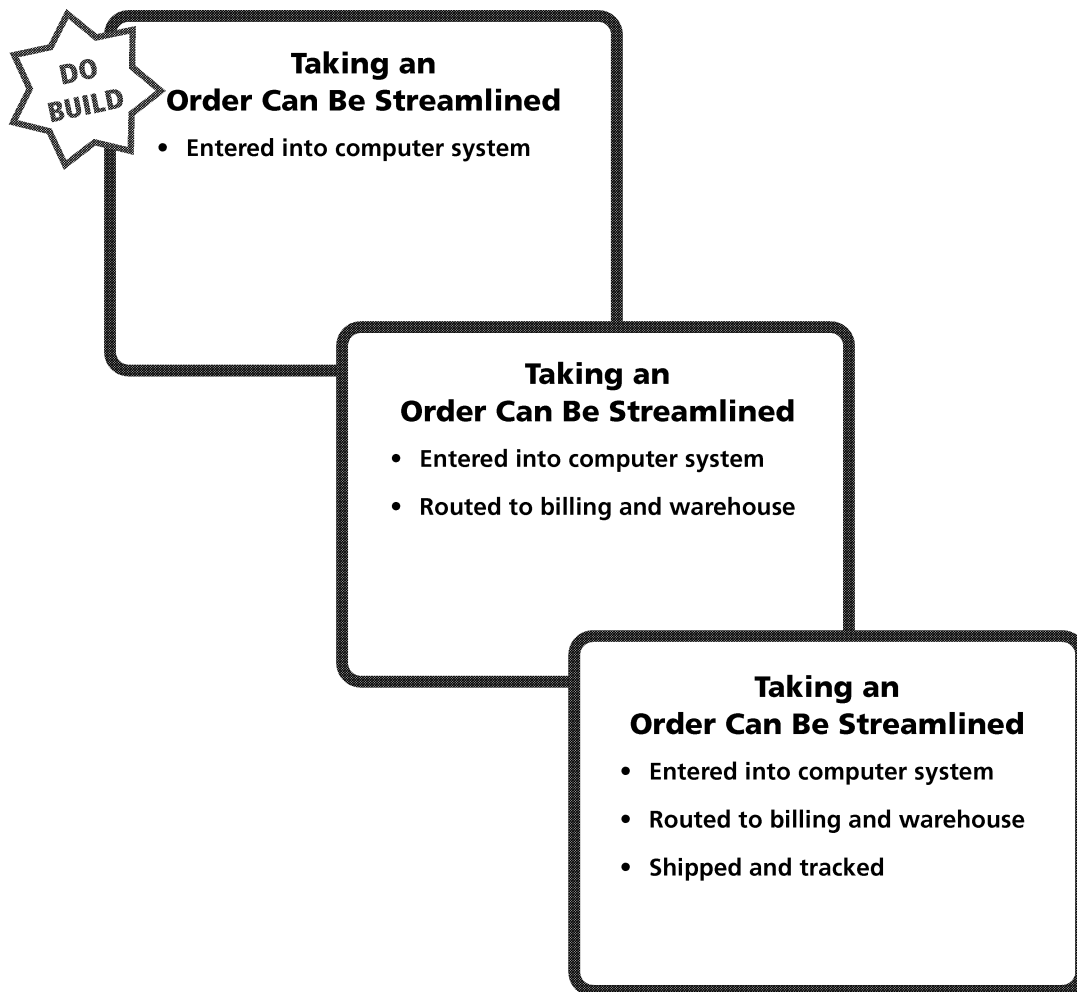 DO
BUILD
Taking an
Order Can Be Streamlined
• Entered into computer system
Taking an
Order Can Be Streamlined
• Entered into computer system
• Routed to billing and warehouse
Taking an
Order Can Be Streamlined
• Entered into computer system
• Routed to billing and warehouse
• Shipped and tracked